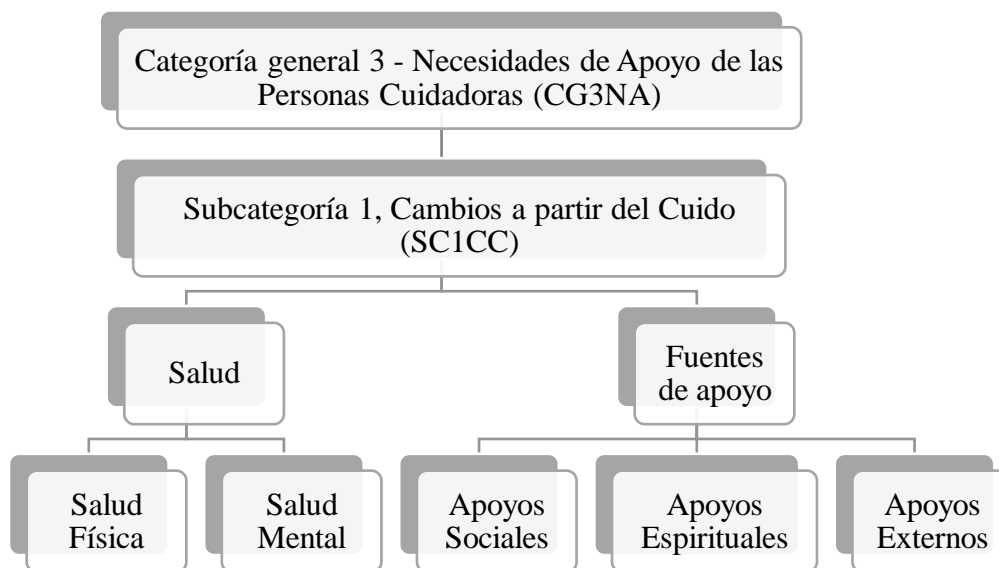 Categoría general 3 - Necesidades de Apoyo de las
Personas Cuidadoras (CG3NA)
Subcategoría 1, Cambios a partir del Cuido
(SC1CC)
Salud
Fuentes
de apoyo
Salud
Física
Salud
Mental
Apoyos
Sociales
Apoyos
Espirituales
Apoyos
Externos